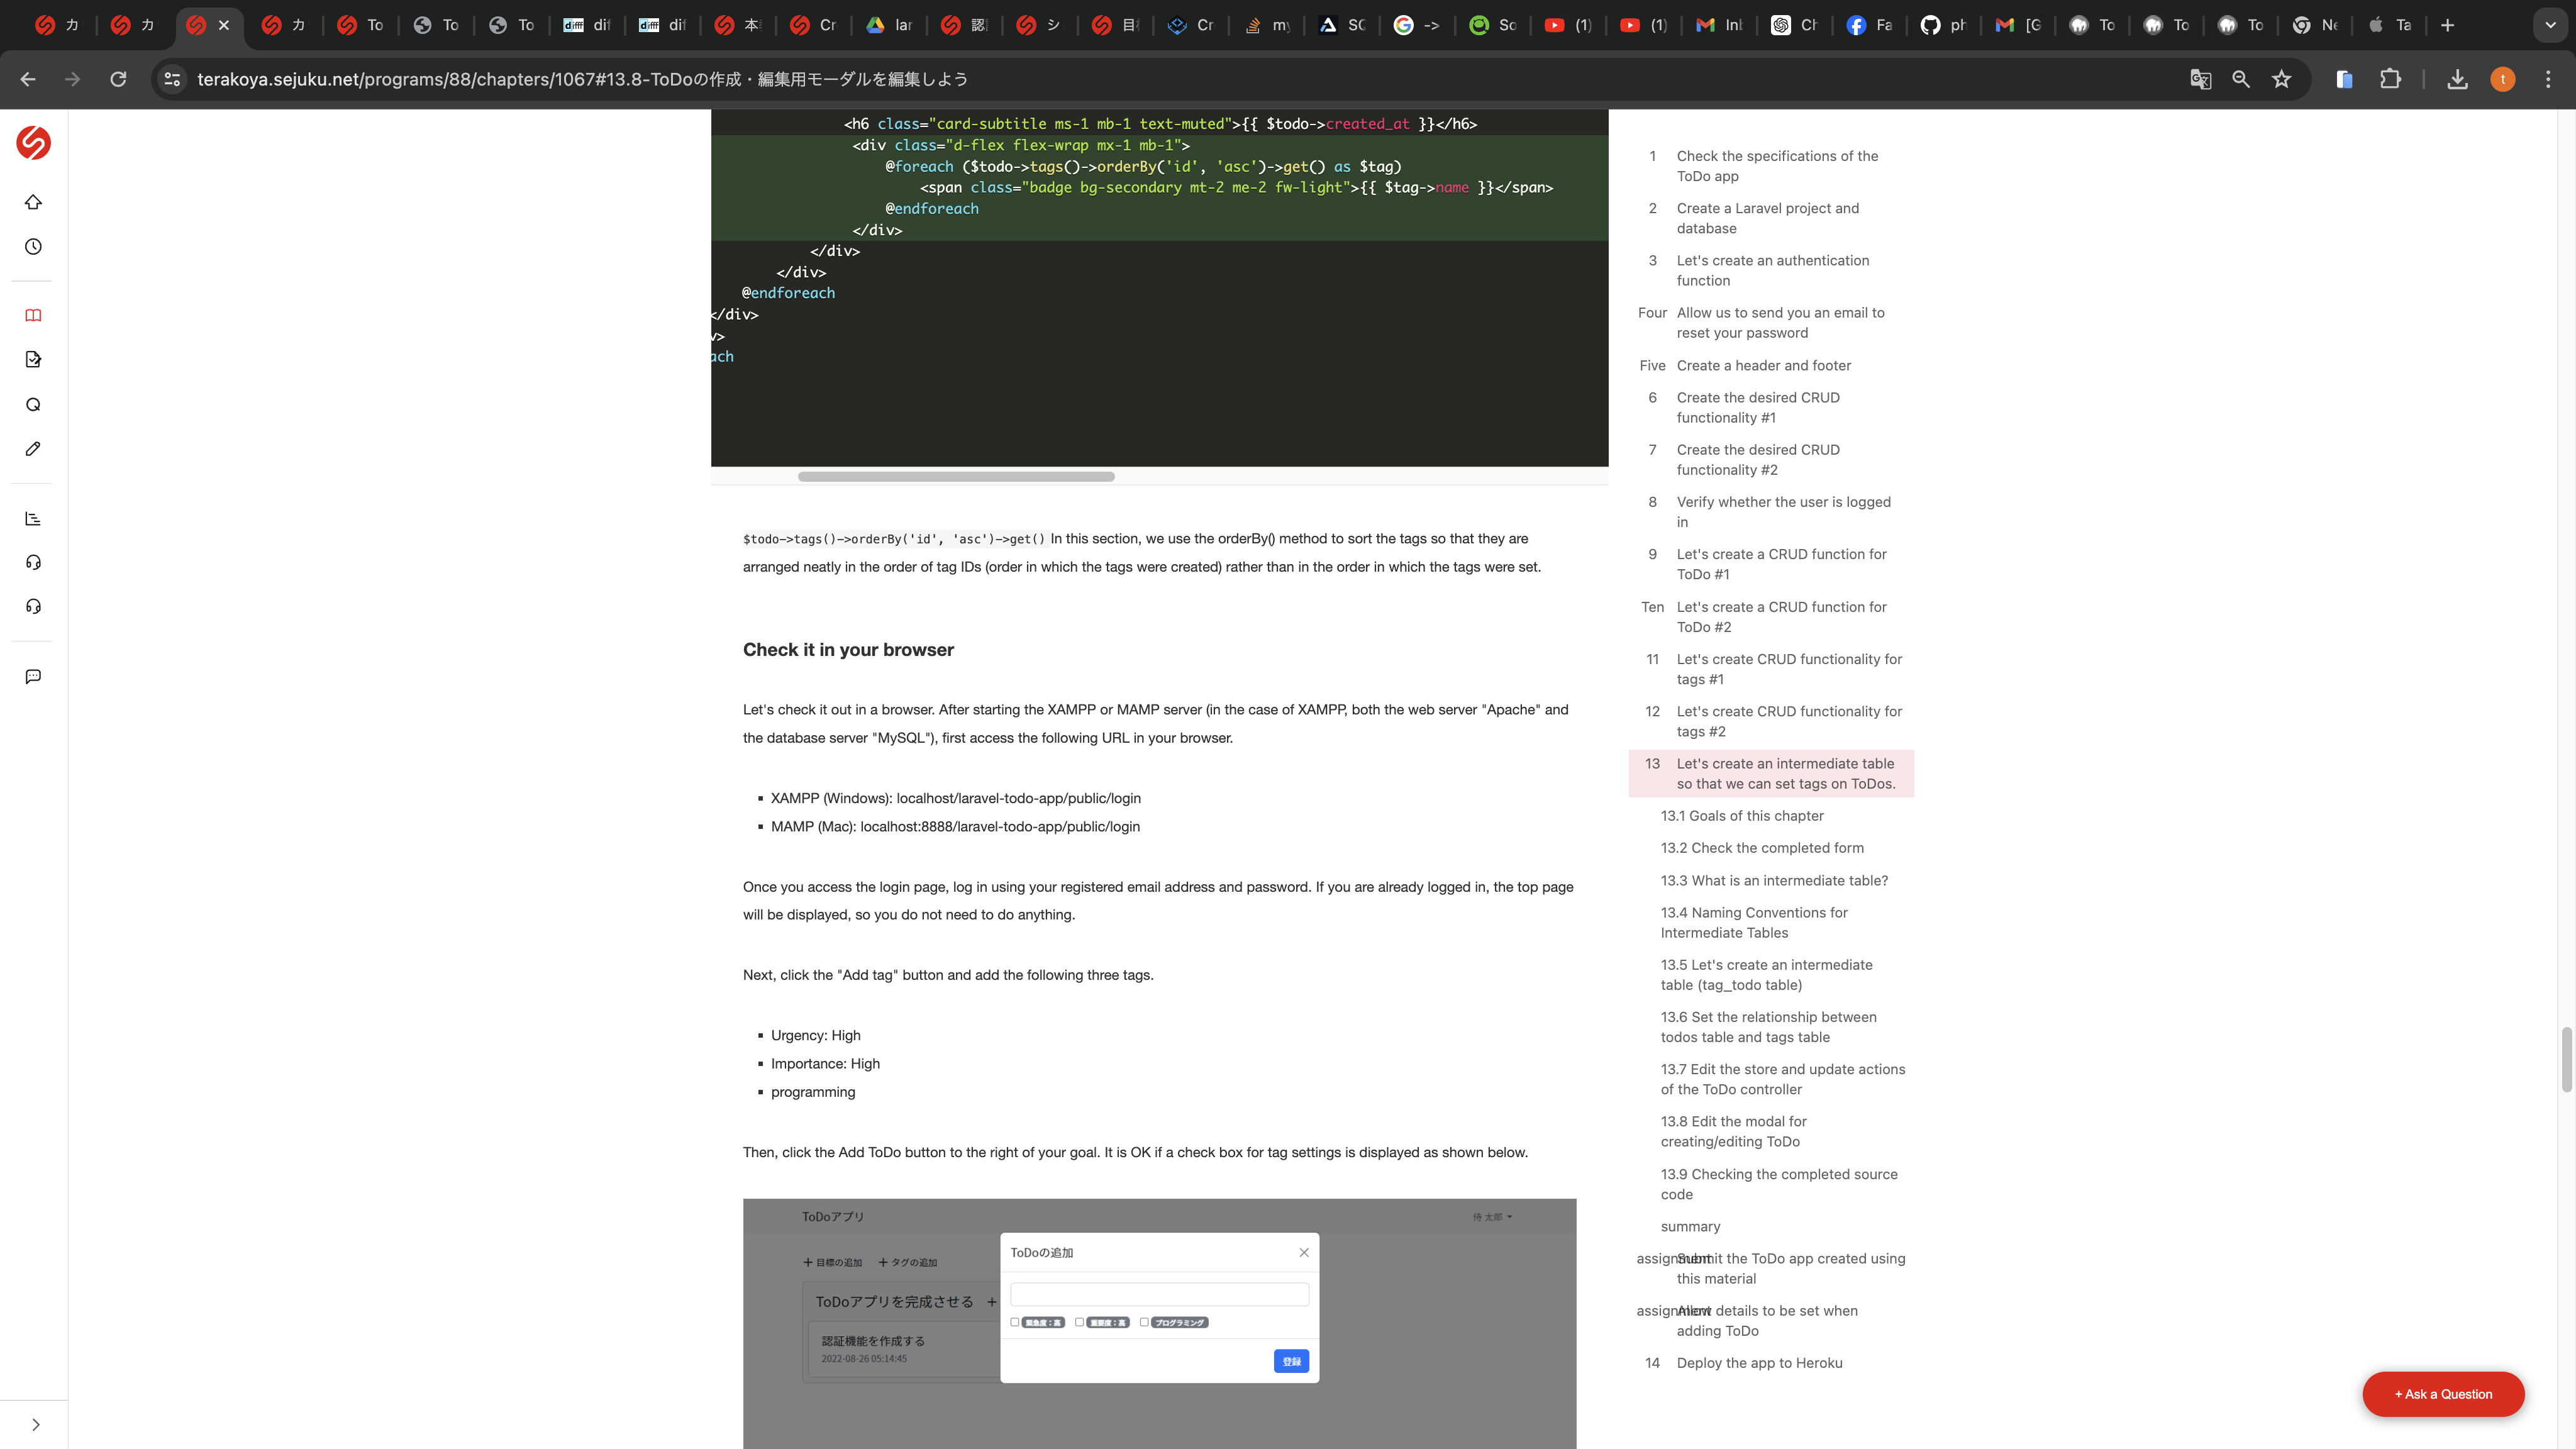 カ
カ
カ
To
To
To
difff
dif
difff
dif
本
Cr
lar
認
シ
目
Cr
my
SC
->
So
(1)
(1)
Int
Ch
Fa
ph
[G
To
To
To
Ne
Ta
terakoya.sejuku.net/programs/88/chapters/1067#13.8-ToDoの作成・編集用モーダルを編集しよう
t
<h6 class="card-subtitle ms-1 mb-1 text-muted">{{ $todo->created_at }}</h6>
<div class="d-flex flex-wrap mx-1 mb-1">
@foreach ($todo->tags()->orderBy('id', 'asc')->get() as $tag)
<span class="badge bg-secondary mt-2 me-2 fw-light">{{ $tag->name }}</span>
@endforeach
</div>
</div>
</div>
@endforeach
</div>
v>
ach
$todo->tags()->orderBy('id', 'asc')->get() In this section, we use the orderBy() method to sort the tags so that they are
arranged neatly in the order of tag IDs (order in which the tags were created) rather than in the order in which the tags were set.
Check it in your browser
Let's check it out in a browser. After starting the XAMPP or MAMP server (in the case of XAMPP, both the web server "Apache" and
the database server "MySQL"), first access the following URL in your browser.
▪ XAMPP (Windows): localhost/laravel-todo-app/public/login
▪ MAMP (Mac): localhost:8888/laravel-todo-app/public/login
Once you access the login page, log in using your registered email address and password. If you are already logged in, the top page
will be displayed, so you do not need to do anything.
Next, click the "Add tag" button and add the following three tags.
▪ Urgency: High
▪ Importance: High
▪ programming
Then, click the Add ToDo button to the right of your goal. It is OK if a check box for tag settings is displayed as shown below.
ToDoアプリ
侍 太郎
+ 目標の追加 + タグの追加
ToDoアプリを完成させる +
認証機能を作成する
2022-08-26 05:14:45
ToDoの追加
緊急度：高 重要度：高 プログラミング
登録
1 Check the specifications of the
ToDo app
2 Create a Laravel project and
database
3 Let's create an authentication
function
Four Allow us to send you an email to
reset your password
Five Create a header and footer
6 Create the desired CRUD
functionality #1
7 Create the desired CRUD
functionality #2
8 Verify whether the user is logged
in
9 Let's create a CRUD function for
ToDo #1
Ten Let's create a CRUD function for
ToDo #2
11 Let's create CRUD functionality for
tags #1
12 Let's create CRUD functionality for
tags #2
13 Let's create an intermediate table
so that we can set tags on ToDos.
13.1 Goals of this chapter
13.2 Check the completed form
13.3 What is an intermediate table?
13.4 Naming Conventions for
Intermediate Tables
13.5 Let's create an intermediate
table (tag_todo table)
13.6 Set the relationship between
todos table and tags table
13.7 Edit the store and update actions
of the ToDo controller
13.8 Edit the modal for
creating/editing ToDo
13.9 Checking the completed source
code
summary
assignment Submit the ToDo app created using
this material
assignment Allow details to be set when
adding ToDo
14 Deploy the app to Heroku
+ Ask a Question